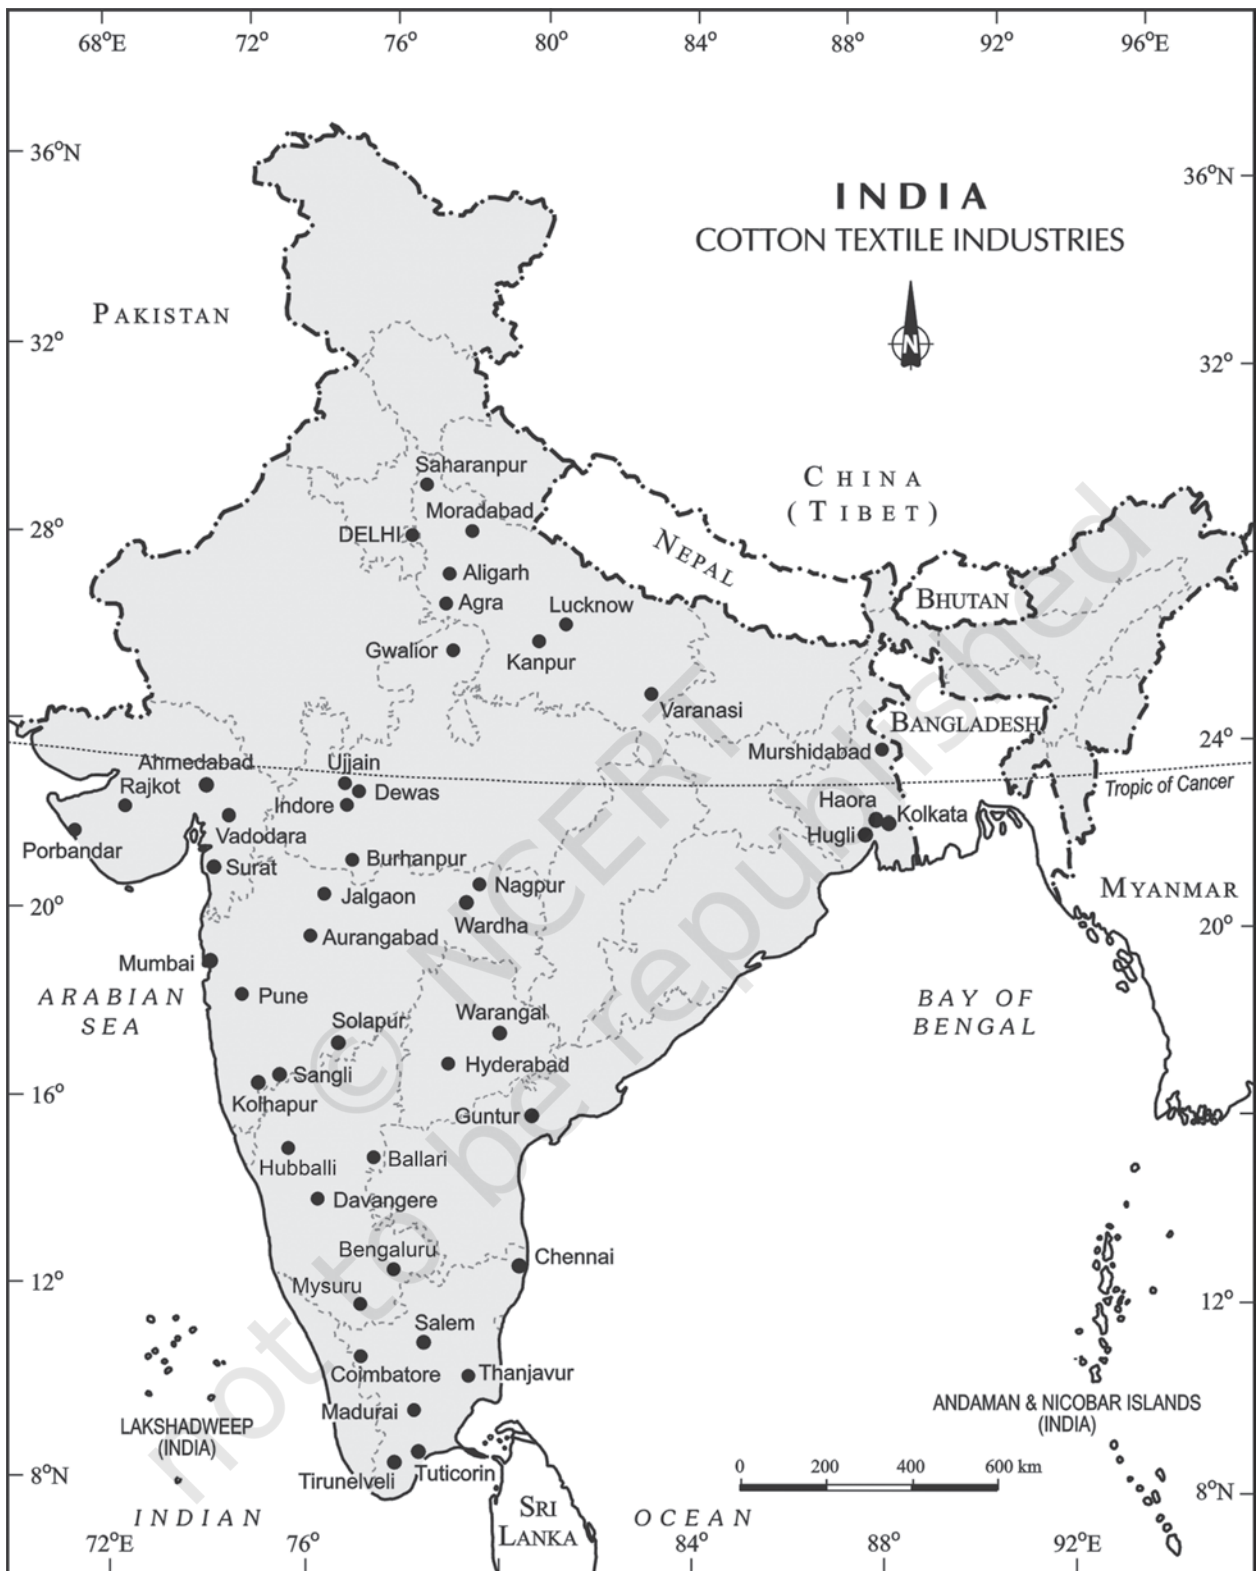 68°E 72° 76° 80° 84° 88° 92° 96°E
36°N
36°N
INDIA
COTTON TEXTILE INDUSTRIES
N
PAKISTAN
32°
32°
CHINA
(TIBET)
Saharanpur
Moradabad
28°
DELHI
NEPAL
Aligarh
Agra
Lucknow
BHUTAN
Gwalior
Kanpur
Varanasi
BANGLADESH
24°
Murshidabad
Ahmedabad
Ujjain
Tropic of Cancer
Rajkot
Dewas
Indore
Haora
Kolkata
Hugli
Vadodara
Porbandar
Surat
Burhanpur
Nagpur
MYANMAR
Jalgaon
20°
20°
Wardha
Aurangabad
Mumbai
ARABIAN
SEA
Pune
BAY OF
BENGAL
Solapur
Warangal
Hyderabad
Sangli
16°
Kolhapur
Guntur
Hubballi
Ballari
Davangere
Bengaluru
Chennai
12°
Mysuru
12°
Salem
Coimbatore
Thanjavur
Madurai
LAKSHADWEEP
(INDIA)
ANDAMAN & NICOBAR ISLANDS
(INDIA)
Tirunelveli
Tuticorin
8°N
0 200 400 600 km
8°N
SRI
LANKA
INDIAN
OCEAN
72°E 76° 84° 88° 92°E
© NCERT
not to be republished